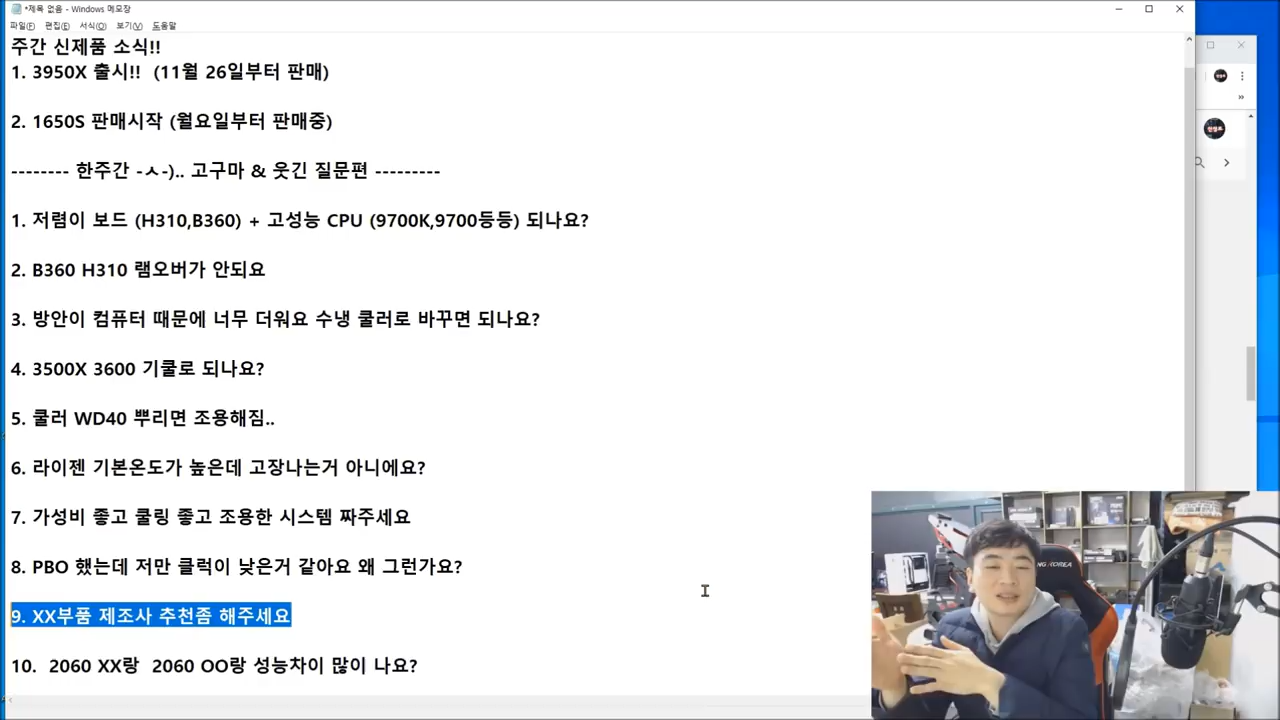 *제목 없음 - Windows 메모장
파일(F) 편집(E) 서식(O) 보기(V) 도움말
주간 신제품 소식!!
1. 3950X 출시!! (11월 26일부터 판매)
2. 1650S 판매시작 (월요일부터 판매중)
-------- 한주간 -ㅅ-).. 고구마 & 웃긴 질문편 ---------
1. 저렴이 보드 (H310,B360) + 고성능 CPU (9700K,9700등등) 되나요?
2. B360 H310 램오버가 안되요
3. 방안이 컴퓨터 때문에 너무 더워요 수냉 쿨러로 바꾸면 되나요?
4. 3500X 3600 기쿨로 되나요?
5. 쿨러 WD40 뿌리면 조용해짐..
6. 라이젠 기본온도가 높은데 고장나는거 아니에요?
7. 가성비 좋고 쿨링 좋고 조용한 시스템 짜주세요
8. PBO 했는데 저만 클럭이 낮은거 같아요 왜 그런가요?
9. XX부품 제조사 추천좀 해주세요
10. 2060 XX랑 2060 OO랑 성능차이 많이 나요?